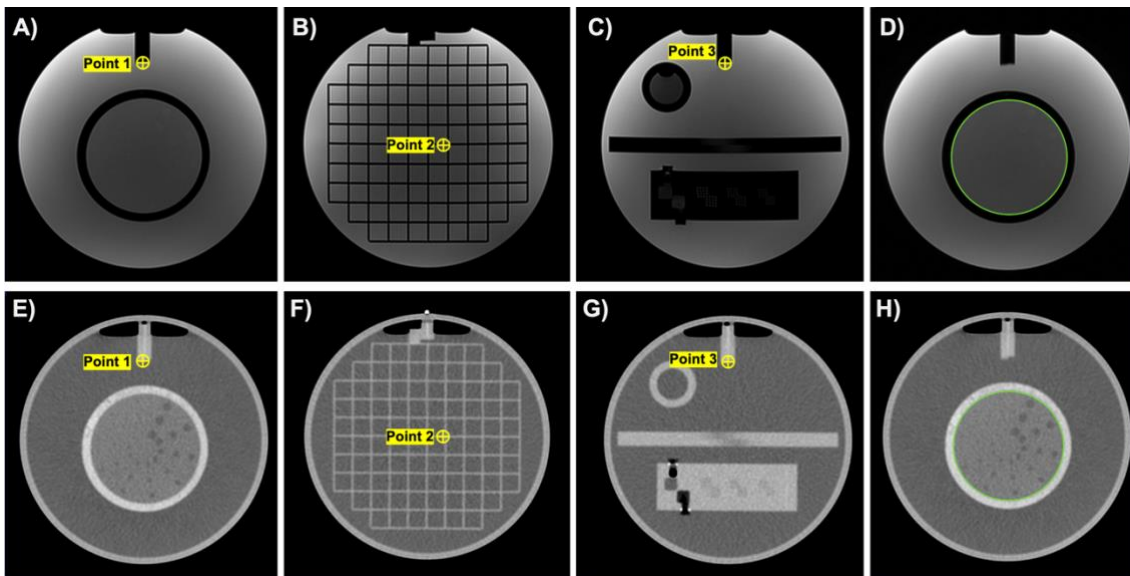 A)
Point 1
B)
Point 2
C)
Point 3
D)
E)
Point 1
F)
Point 2
G)
Point 3
H)